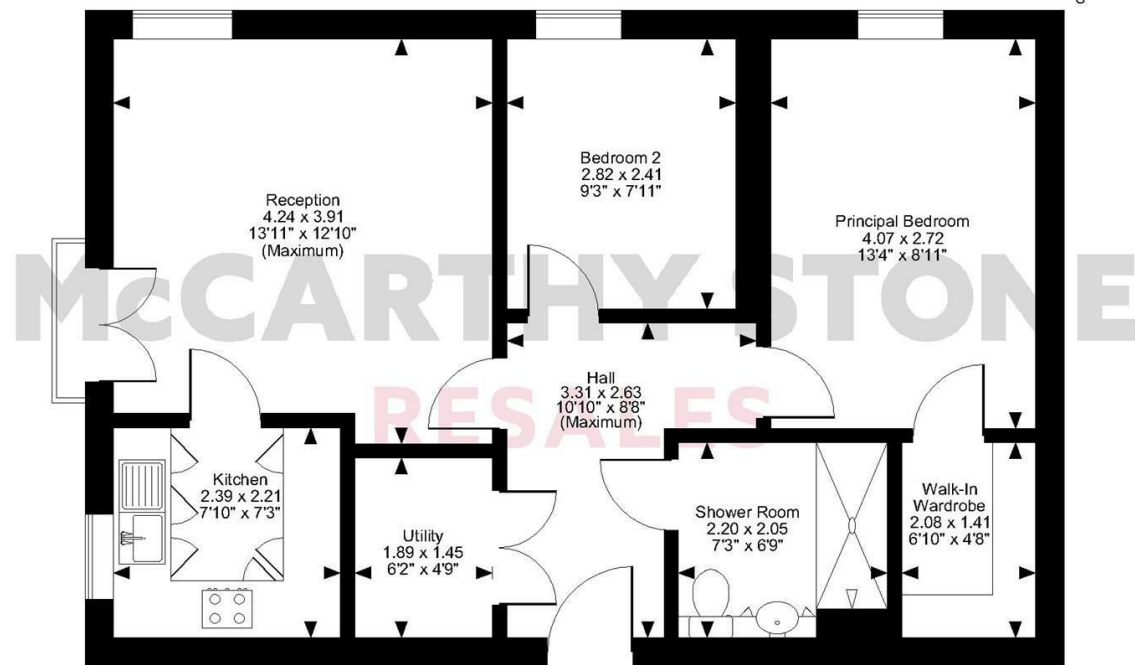 Reception
4.24 x 3.91
13'11" x 12'10"
(Maximum)
Bedroom 2
2.82 x 2.41
9'3" x 7'11"
Principal Bedroom
4.07 x 2.72
13'4" x 8'11"
McCARTHY STONE
RESALES
Hall
3.31 x 2.63
10'10" x 8'8"
(Maximum)
Kitchen
2.39 x 2.21
7'10" x 7'3"
Utility
1.89 x 1.45
6'2" x 4'9"
Shower Room
2.20 x 2.05
7'3" x 6'9"
Walk-In
Wardrobe
2.08 x 1.41
6'10" x 4'8"